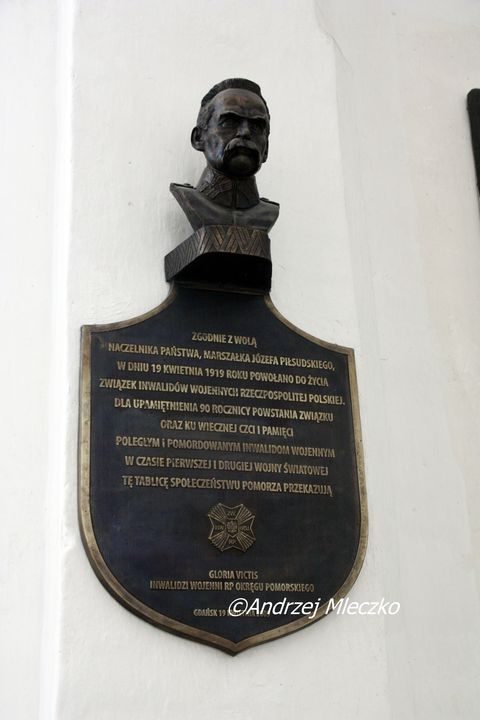 ZGODNIE Z WOLĄ
NACZELNIKA PAŃSTWA, MARSZAŁKA JÓZEFA PIŁSUDSKIEGO,
W DNIU 19 KWIETNIA 1919 ROKU POWOŁANO DO ŻYCIA
ZWIĄZEK INWALIDÓW WOJENNYCH RZECZPOSPOLITEJ POLSKIEJ.
DLA UPAMIĘTNIENIA 90 ROCZNICY POWSTANIA ZWIĄZKU
ORAZ KU WIECZNEJ CZCI I PAMIĘCI
POLEGŁYM I POMORDOWANYM INWALIDOM WOJENNYM
W CZASIE PIERWSZEJ I DRUGIEJ WOJNY ŚWIATOWEJ
TĘ TABLICĘ SPOŁECZEŃSTWU POMORZA PRZEKAZUJĄ
GLORIA VICTIS
INWALIDZI WOJENNI RP OKRĘGU POMORSKIEGO
©Andrzej Mleczko
GDAŃSK 19